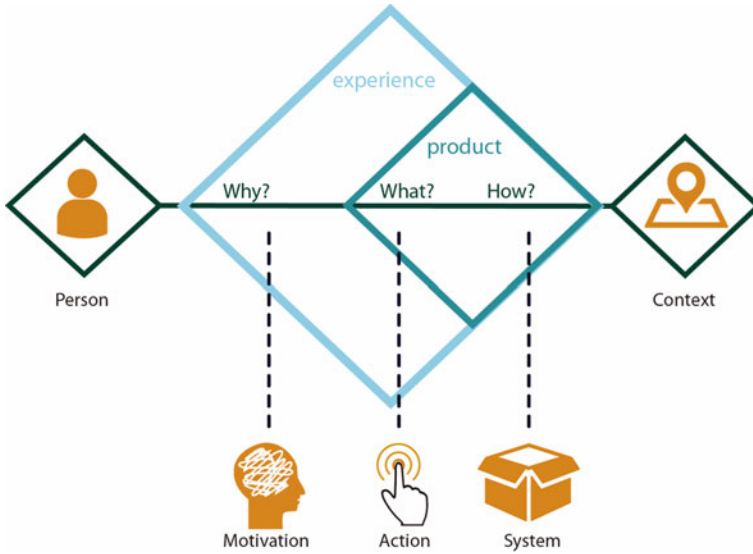 experience
product
Why?
What?
How?
Person
Context
Motivation
Action
System